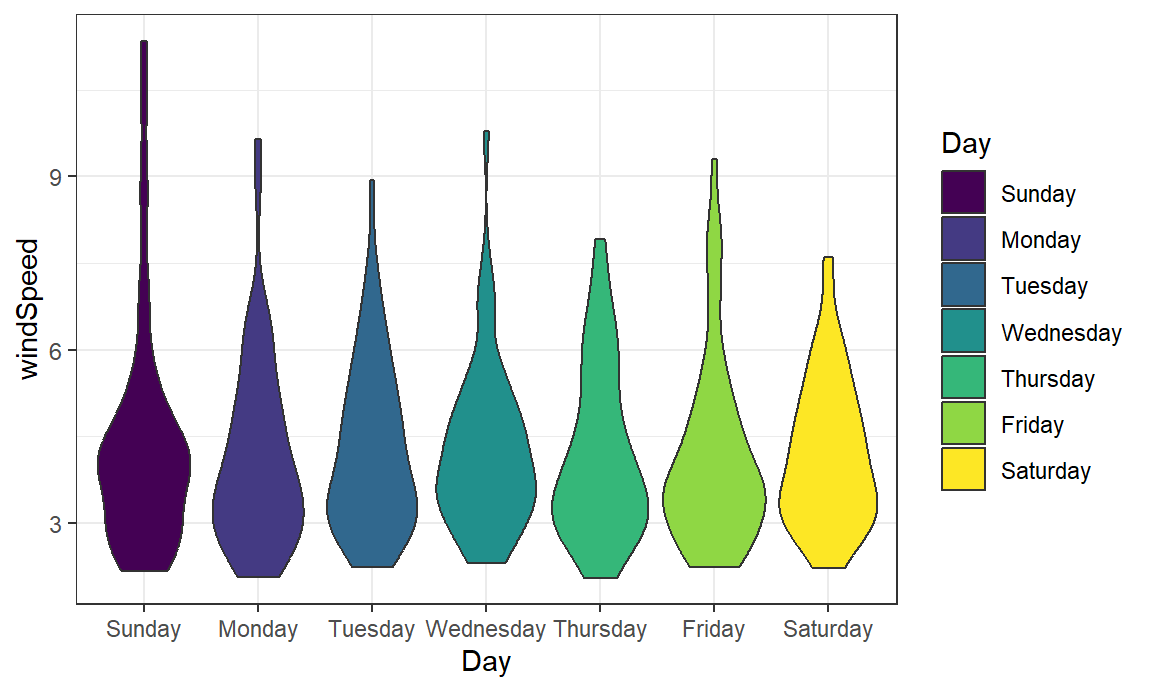 windSpeed
9
6
3
Sunday Monday Tuesday Wednesday Thursday Friday Saturday
Day
Day
Sunday
Monday
Tuesday
Wednesday
Thursday
Friday
Saturday